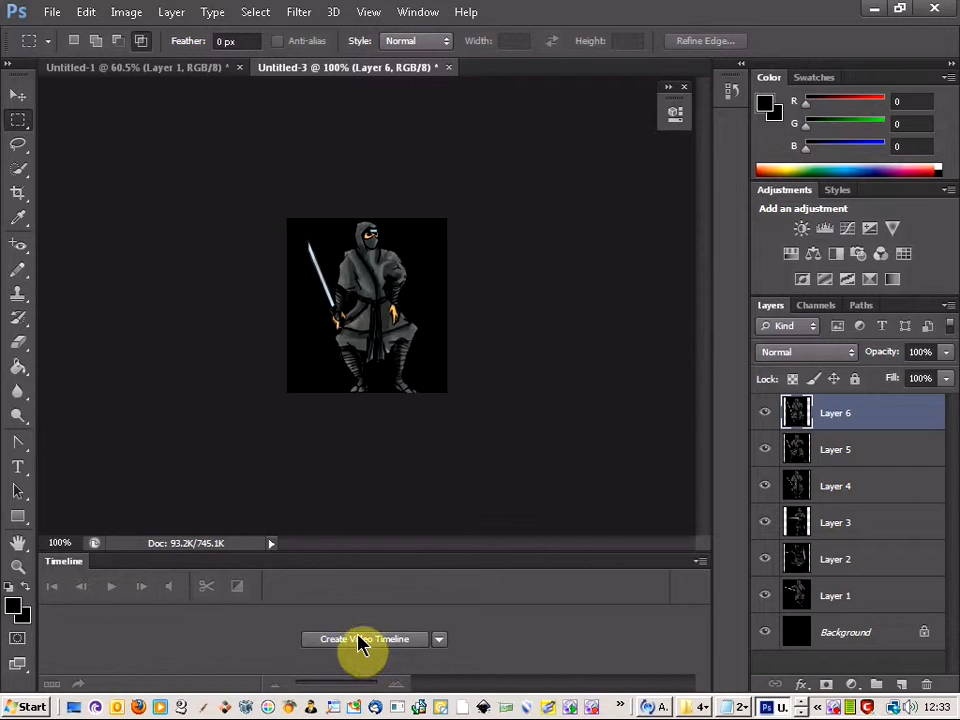 Ps File Edit Image Layer Type Select Filter 3D View Window Help
Feather: 0 px Anti-alias Style: Normal Width: Height: Refine Edge...
Untitled-1 @ 60.5% (Layer 1, RGB/8) * × Untitled-3 @ 100% (Layer 6, RGB/8) * ×
Color Swatches
R 0
G 0
B 0
Adjustments Styles
Add an adjustment
Layers Channels Paths
Kind
Normal Opacity: 100%
Lock: Fill: 100%
Layer 6
Layer 5
Layer 4
Layer 3
Layer 2
Layer 1
Background
100% Doc: 93.2K/745.1K
Timeline
Create Video Timeline
Start A. 4 Ps U. 2 12:33